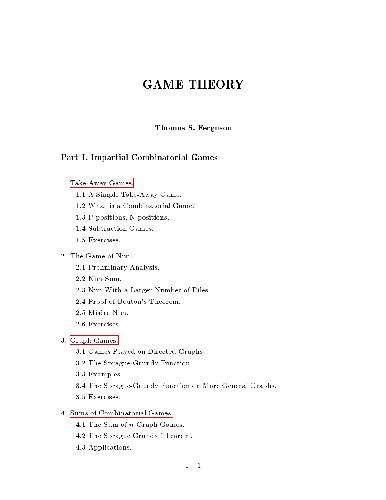 GAME THEORY
Thomas S. Ferguson
Part I. Impartial Combinatorial Games
Take-Away Games.
1.1 A Simple Take-Away Game.
1.2 What is a Combinatorial Game?
1.3 P-positions, N-positions.
1.4 Subtraction Games.
1.5 Exercises.
2. The Game of Nim.
2.1 Preliminary Analysis.
2.2 Nim-Sum.
2.3 Nim With a Larger Number of Piles.
2.4 Proof of Bouton's Theorem.
2.5 Misère Nim.
2.6 Exercises.
3. Graph Games.
3.1 Games Played on Directed Graphs.
3.2 The Sprague-Grundy Function.
3.3 Examples.
3.4 The Sprague-Grundy Function on More General Graphs.
3.5 Exercises.
4. Sums of Combinatorial Games.
4.1 The Sum of n Graph Games.
4.2 The Sprague-Grundy Theorem.
4.3 Applications.
I – 1